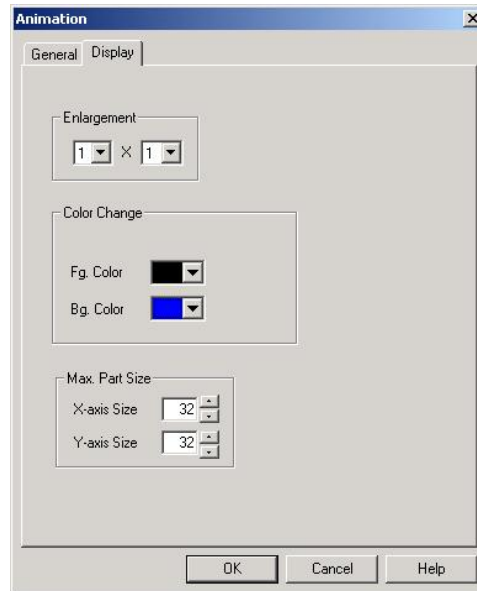 Animation
General Display
Enlargement
1 X 1
Color Change
Fg. Color
Bg. Color
Max. Part Size
X-axis Size 32
Y-axis Size 32
OK Cancel Help